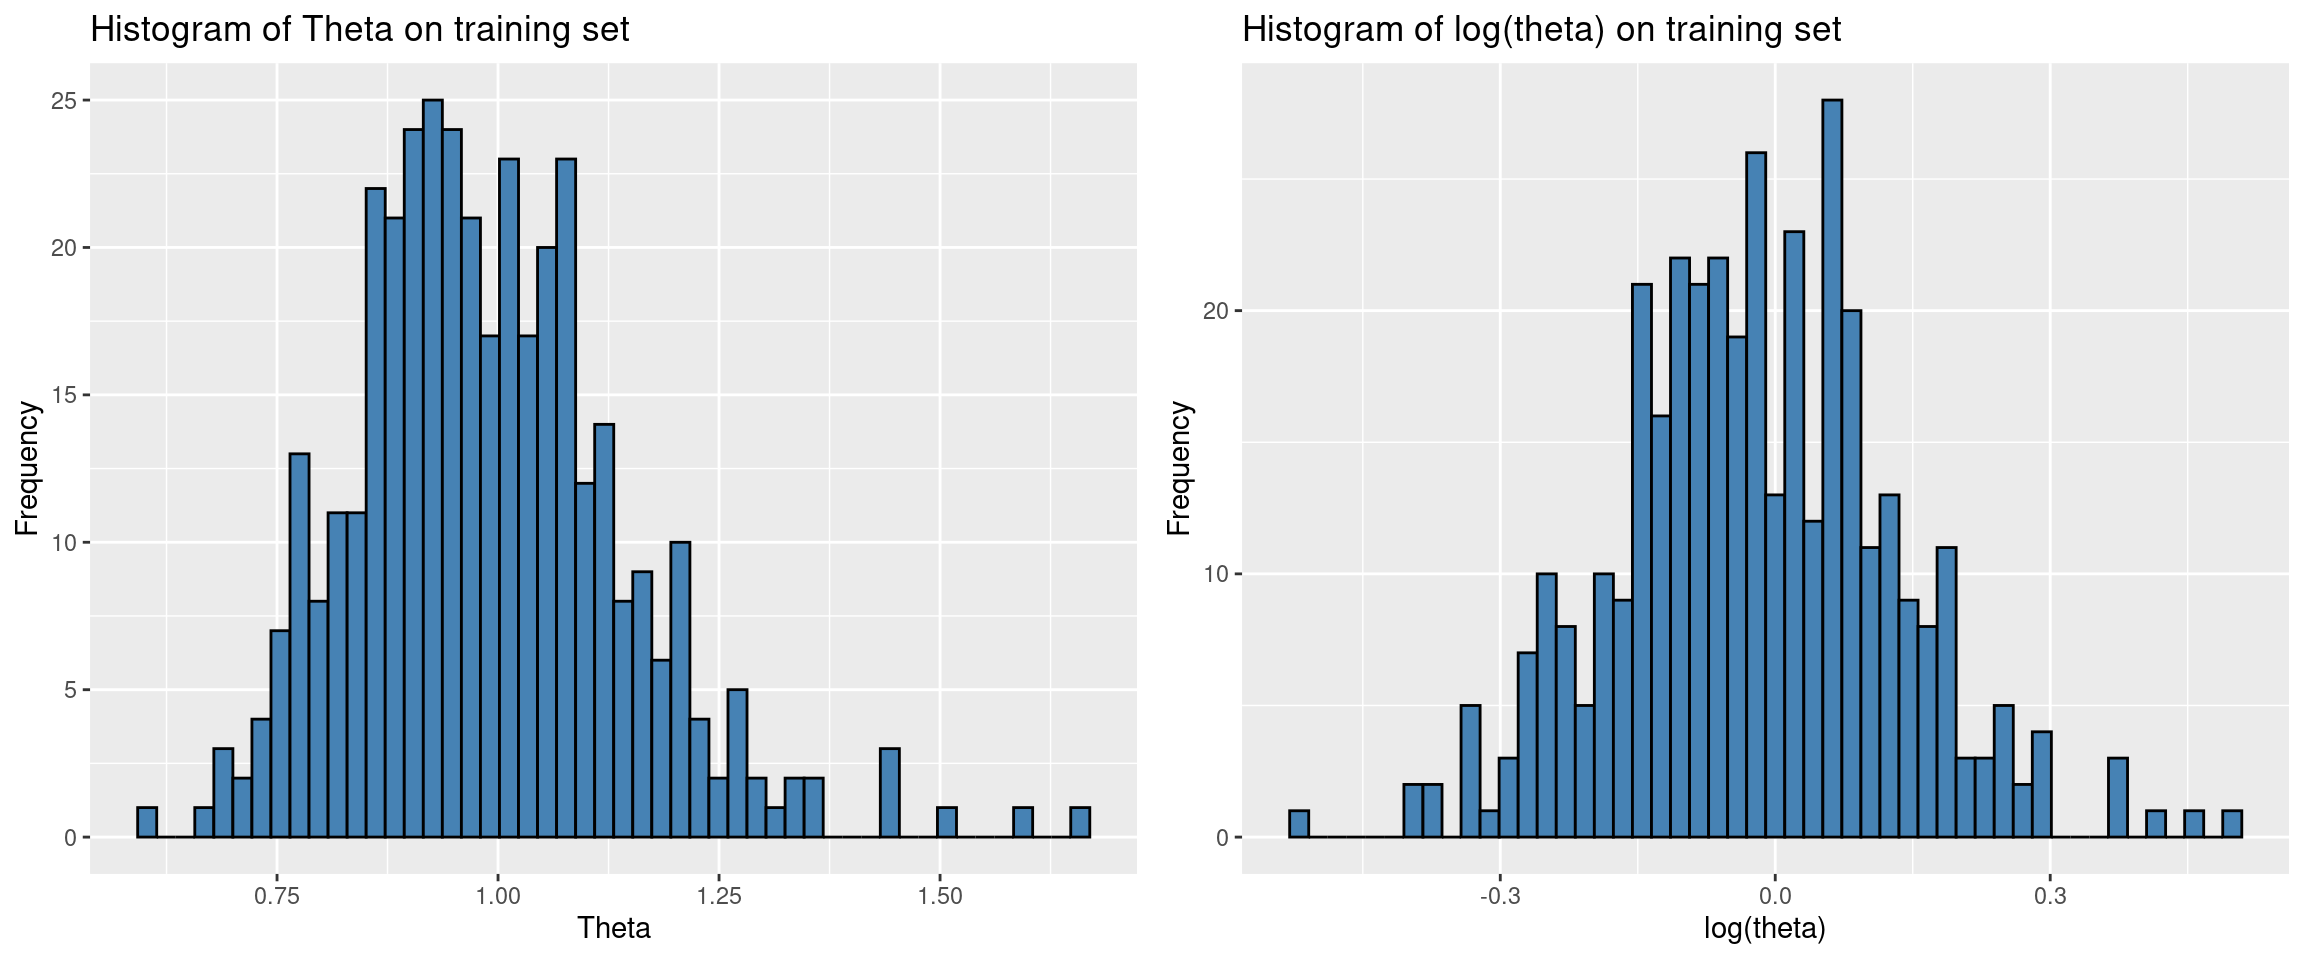 Histogram of Theta on training set
25
20
15
10
5
0
Frequency
0.75 1.00 1.25 1.50
Theta
Histogram of log(theta) on training set
20
10
0
Frequency
-0.3 0.0 0.3
log(theta)